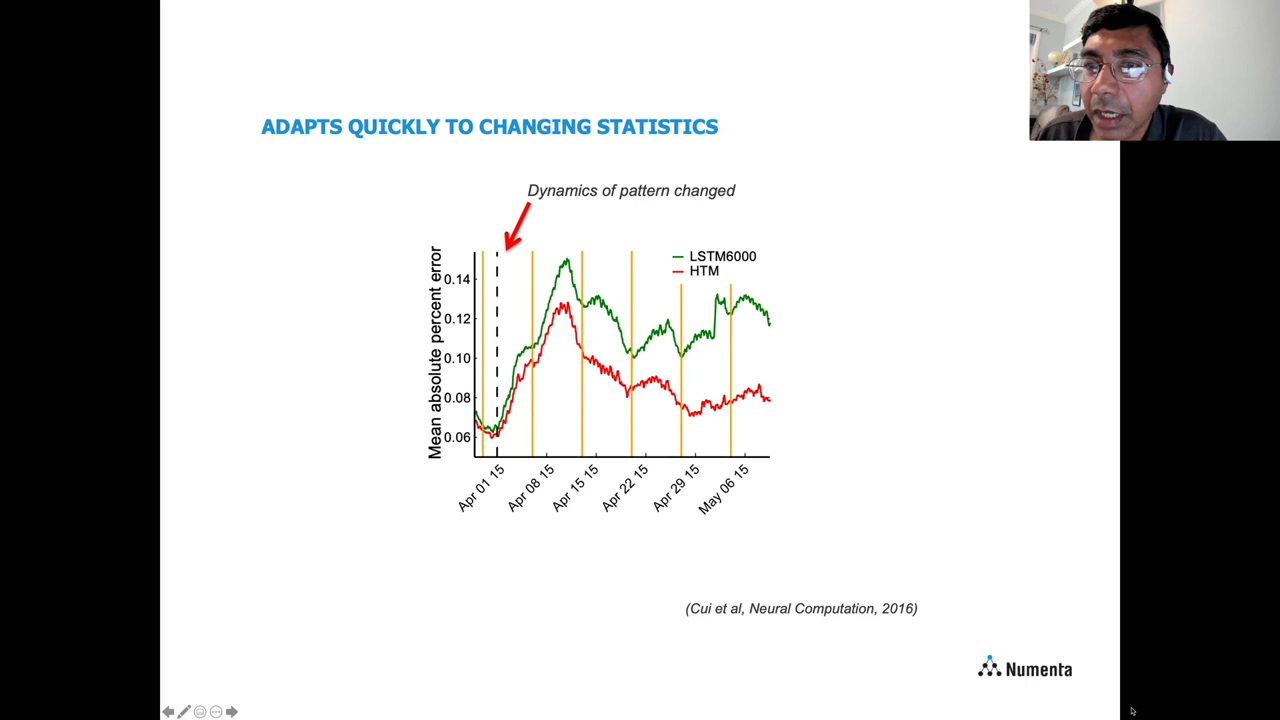 ADAPTS QUICKLY TO CHANGING STATISTICS
Dynamics of pattern changed
Mean absolute percent error
0.14
0.12
0.10
0.08
0.06
LSTM6000
HTM
Apr 01 15
Apr 08 15
Apr 15 15
Apr 22 15
Apr 29 15
May 06 15
(Cui et al, Neural Computation, 2016)
Numenta